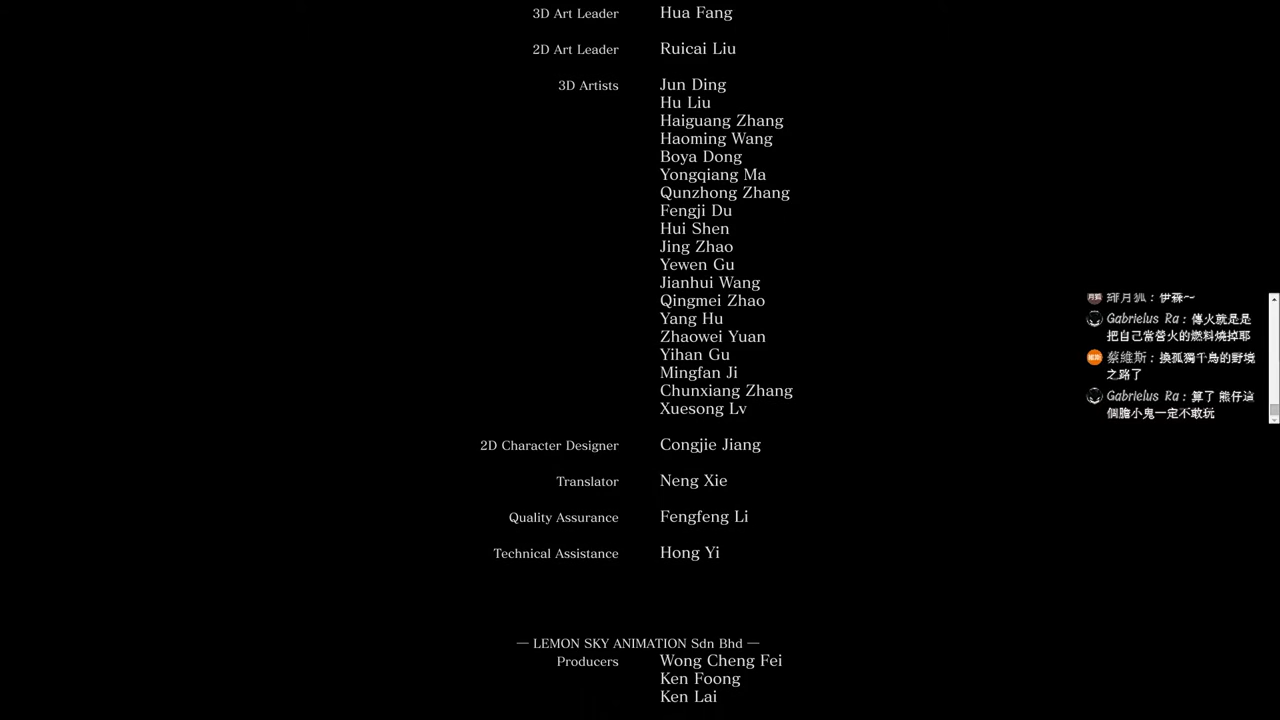 3D Art Leader Hua Fang
2D Art Leader Ruicai Liu
3D Artists Jun Ding
Hu Liu
Haiguang Zhang
Haoming Wang
Boya Dong
Yongqiang Ma
Qunzhong Zhang
Fengji Du
Hui Shen
Jing Zhao
Yewen Gu
Jianhui Wang
Qingmei Zhao
Yang Hu
Zhaowei Yuan
Yihan Gu
Mingfan Ji
Chunxiang Zhang
Xuesong Lv
2D Character Designer Congjie Jiang
Translator Neng Xie
Quality Assurance Fengfeng Li
Technical Assistance Hong Yi
— LEMON SKY ANIMATION Sdn Bhd —
Producers Wong Cheng Fei
Ken Foong
Ken Lai
月狐 : 伊森～
Gabrielus Ra : 傳火就是是
把自己當營火的燃料燒掉耶
蔡維斯 : 換孤獨千鳥的野境
之路了
Gabrielus Ra : 算了 熊仔這
個膽小鬼一定不敢玩